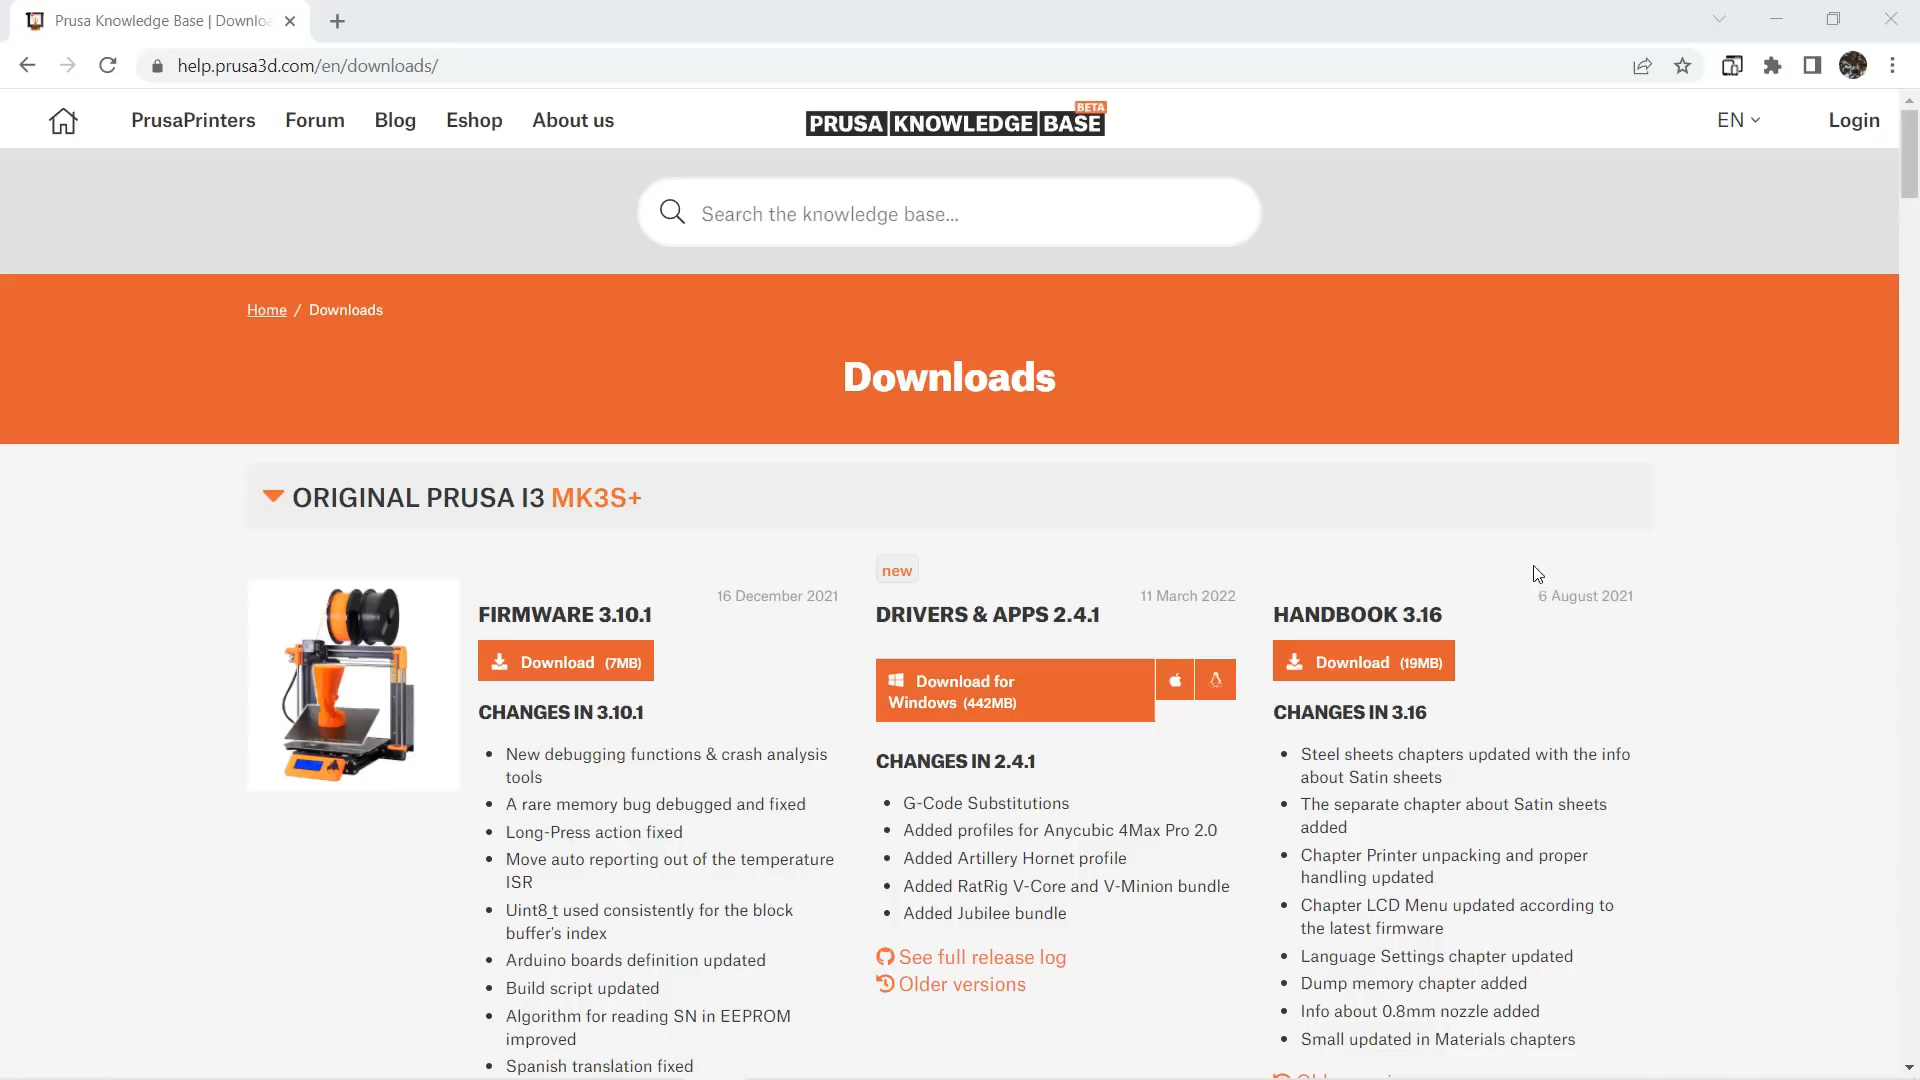 Prusa Knowledge Base | Downlo
help.prusa3d.com/en/downloads/
PrusaPrinters Forum Blog Eshop About us
PRUSA KNOWLEDGE BASE BETA
EN Login
Search the knowledge base...
Home / Downloads
Downloads
ORIGINAL PRUSA I3 MK3S+
16 December 2021
FIRMWARE 3.10.1
Download (7MB)
CHANGES IN 3.10.1
New debugging functions & crash analysis
tools
A rare memory bug debugged and fixed
Long-Press action fixed
Move auto reporting out of the temperature
ISR
Uint8_t used consistently for the block
buffer's index
Arduino boards definition updated
Build script updated
Algorithm for reading SN in EEPROM
improved
Spanish translation fixed
new
11 March 2022
DRIVERS & APPS 2.4.1
Download for
Windows (442MB)
CHANGES IN 2.4.1
G-Code Substitutions
Added profiles for Anycubic 4Max Pro 2.0
Added Artillery Hornet profile
Added RatRig V-Core and V-Minion bundle
Added Jubilee bundle
See full release log
Older versions
6 August 2021
HANDBOOK 3.16
Download (19MB)
CHANGES IN 3.16
Steel sheets chapters updated with the info
about Satin sheets
The separate chapter about Satin sheets
added
Chapter Printer unpacking and proper
handling updated
Chapter LCD Menu updated according to
the latest firmware
Language Settings chapter updated
Dump memory chapter added
Info about 0.8mm nozzle added
Small updated in Materials chapters